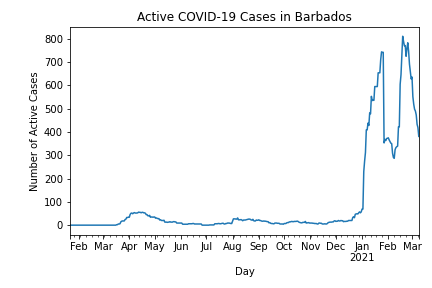 Active COVID-19 Cases in Barbados
Number of Active Cases
800
700
600
500
400
300
200
100
0
Feb Mar Apr May Jun Jul Aug Sep Oct Nov Dec Jan Feb Mar
2021
Day